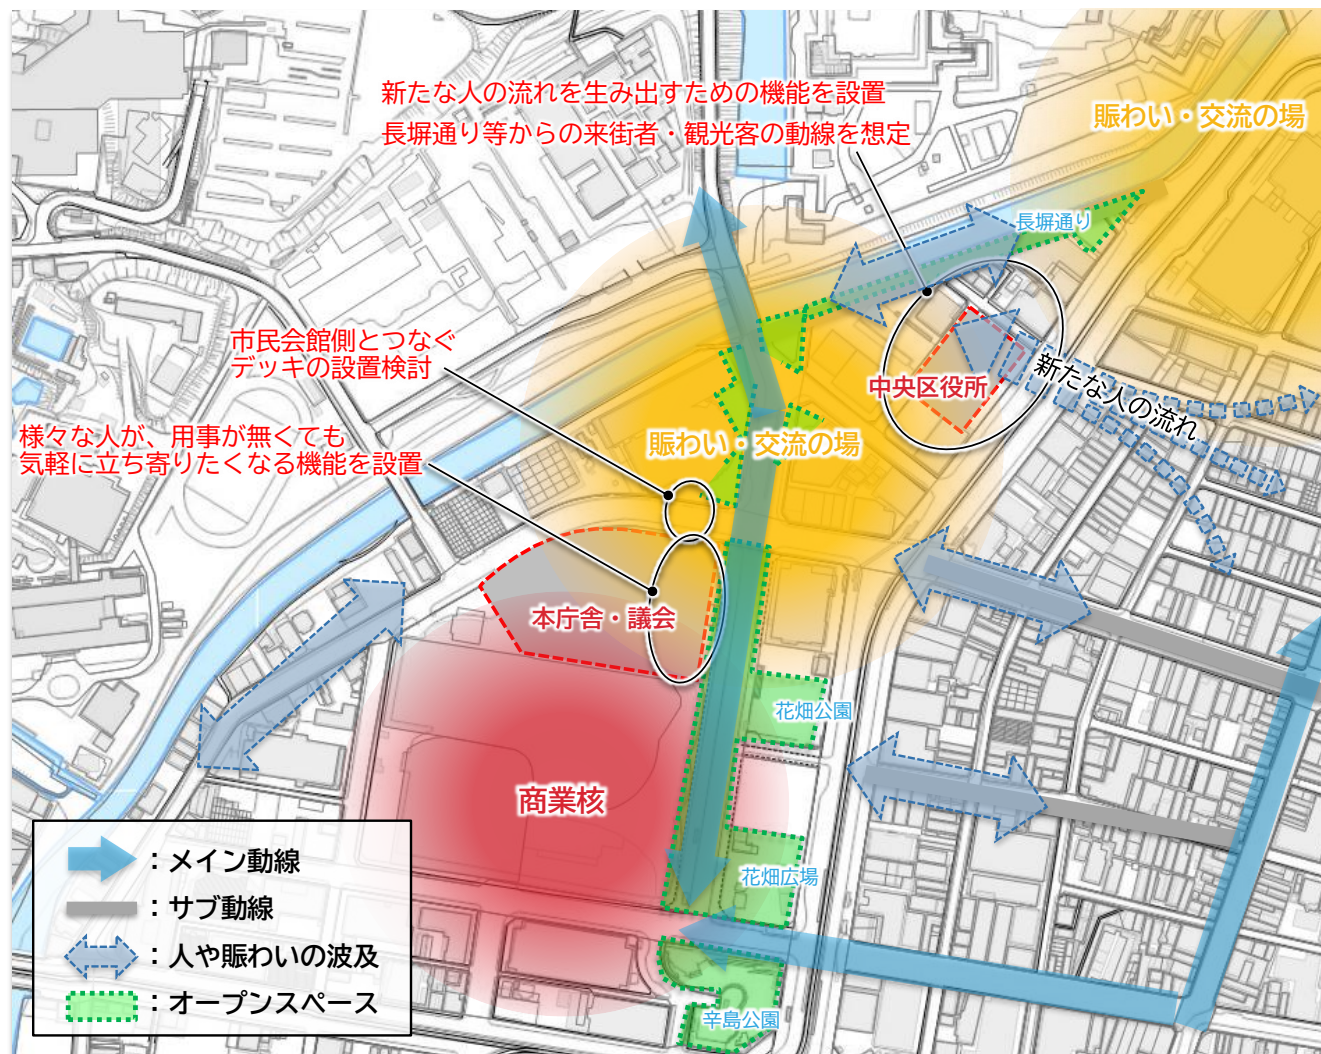 新たな人の流れを生み出すための機能を設置
長塀通り等からの来街者・観光客の動線を想定
賑わい・交流の場
長塀通り
市民会館側とつなぐ
デッキの設置検討
中央区役所
新たな人の流れ
様々な人が、用事が無くても
気軽に立ち寄りたくなる機能を設置
賑わい・交流の場
本庁舎・議会
花畑公園
商業核
花畑広場
辛島公園
：メイン動線
：サブ動線
：人や賑わいの波及
：オープンスペース